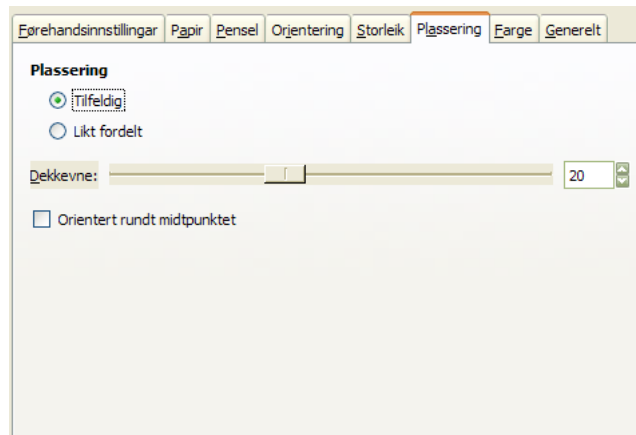 Førehandsinnstillingar Papir Pensel Orientering Storleik Plassering Farge Generelt
Plassering
Tilfeldig
Likt fordelt
Dekkevne: 20
Orientert rundt midtpunktet